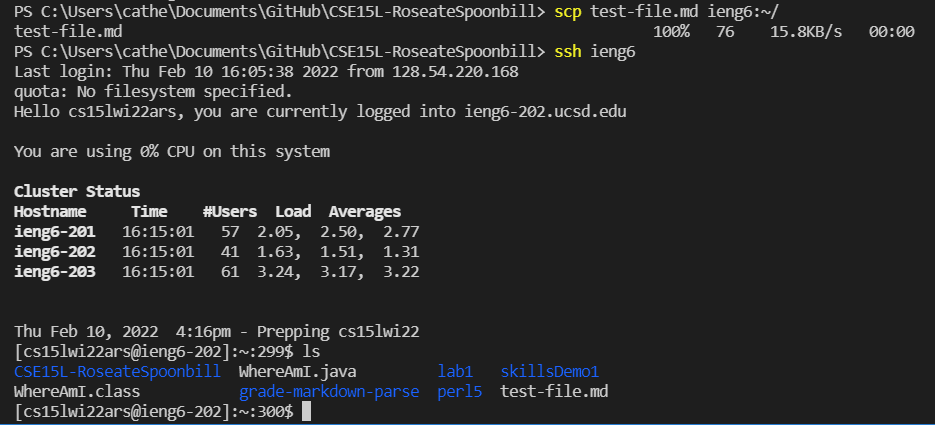 PS C:\Users\cathe\Documents\GitHub\CSE15L-RoseateSpoonbill> scp test-file.md ieng6:~/
test-file.md 100% 76 15.8KB/s 00:00
PS C:\Users\cathe\Documents\GitHub\CSE15L-RoseateSpoonbill> ssh ieng6
Last login: Thu Feb 10 16:05:38 2022 from 128.54.220.168
quota: No filesystem specified.
Hello cs15lwi22ars, you are currently logged into ieng6-202.ucsd.edu
You are using 0% CPU on this system
Cluster Status
Hostname Time #Users Load Averages
ieng6-201 16:15:01 57 2.05, 2.50, 2.77
ieng6-202 16:15:01 41 1.63, 1.51, 1.31
ieng6-203 16:15:01 61 3.24, 3.17, 3.22
Thu Feb 10, 2022 4:16pm - Prepping cs15lwi22
[cs15lwi22ars@ieng6-202]:~:299$ ls
CSE15L-RoseateSpoonbill WhereAmI.java lab1 skillsDemo1
WhereAmI.class grade-markdown-parse perl5 test-file.md
[cs15lwi22ars@ieng6-202]:~:300$